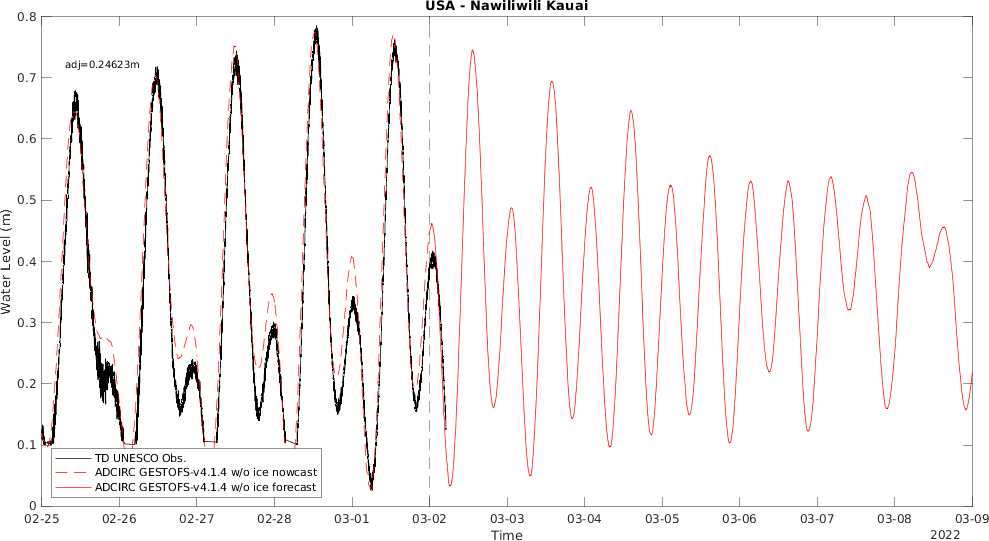 USA - Nawiliwili Kauai
adj=0.24623m
Water Level (m)
0.8
0.7
0.6
0.5
0.4
0.3
0.2
0.1
0
TD UNESCO Obs.
ADCIRC GESTOFS-v4.1.4 w/o ice nowcast
ADCIRC GESTOFS-v4.1.4 w/o ice forecast
02-25 02-26 02-27 02-28 03-01 03-02 03-03 03-04 03-05 03-06 03-07 03-08 03-09
Time
2022